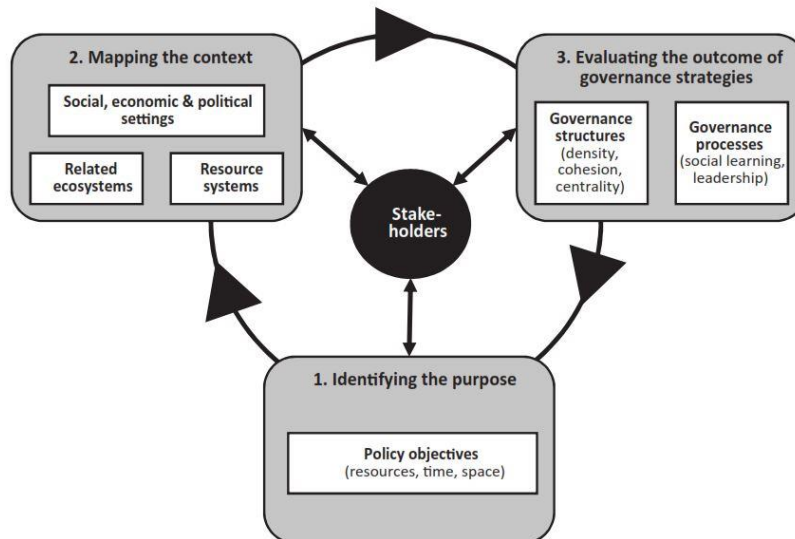 2. Mapping the context
Social, economic & political
settings
Related
ecosystems
Resource
systems
3. Evaluating the outcome of
governance strategies
Governance
structures
(density,
cohesion,
centrality)
Governance
processes
(social learning,
leadership)
Stake-
holders
1. Identifying the purpose
Policy objectives
(resources, time, space)